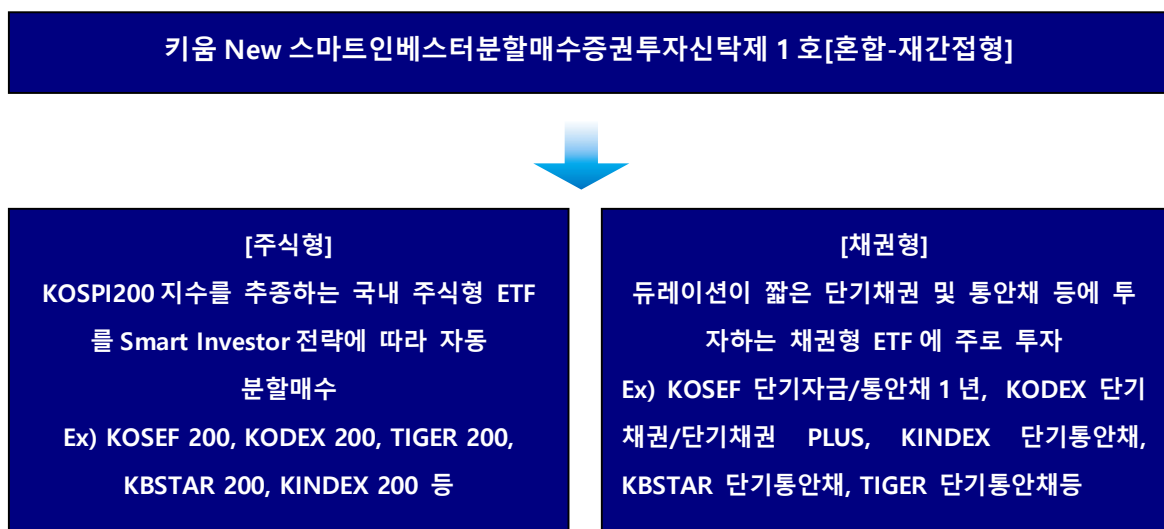 키움 New 스마트인베스터분할매수증권투자신탁제 1 호[혼합-재간접형]
[주식형]
KOSPI200 지수를 추종하는 국내 주식형 ETF
를 Smart Investor 전략에 따라 자동
분할매수
Ex) KOSEF 200, KODEX 200, TIGER 200,
KBSTAR 200, KINDEX 200 등
[채권형]
듀레이션이 짧은 단기채권 및 통안채 등에 투
자하는 채권형 ETF 에 주로 투자
Ex) KOSEF 단기자금/통안채 1 년, KODEX 단기
채권/단기채권 PLUS, KINDEX 단기통안채,
KBSTAR 단기통안채, TIGER 단기통안채등